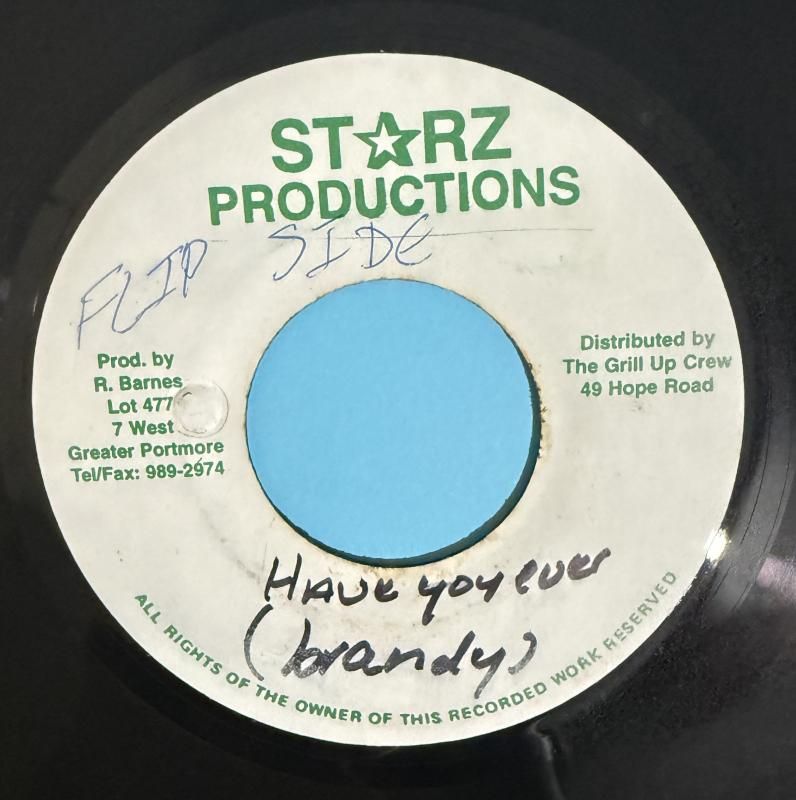 ST★RZ
PRODUCTIONS
FLIP SIDE
Prod. by
R. Barnes
Lot 477
7 West
Greater Portmore
Tel/Fax: 989-2974
Distributed by
The Grill Up Crew
49 Hope Road
Have you ever
(brandy)
ALL RIGHTS OF THE OWNER OF THIS RECORDED WORK RESERVED